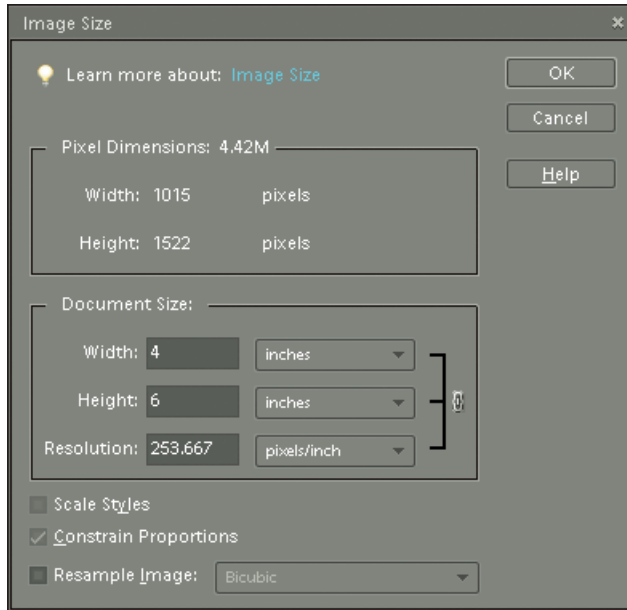 Image Size
Learn more about: Image Size
OK
Cancel
Help
Pixel Dimensions: 4.42M
Width: 1015 pixels
Height: 1522 pixels
Document Size:
Width: 4 inches
Height: 6 inches
Resolution: 253.667 pixels/inch
Scale Styles
Constrain Proportions
Resample Image: Bicubic